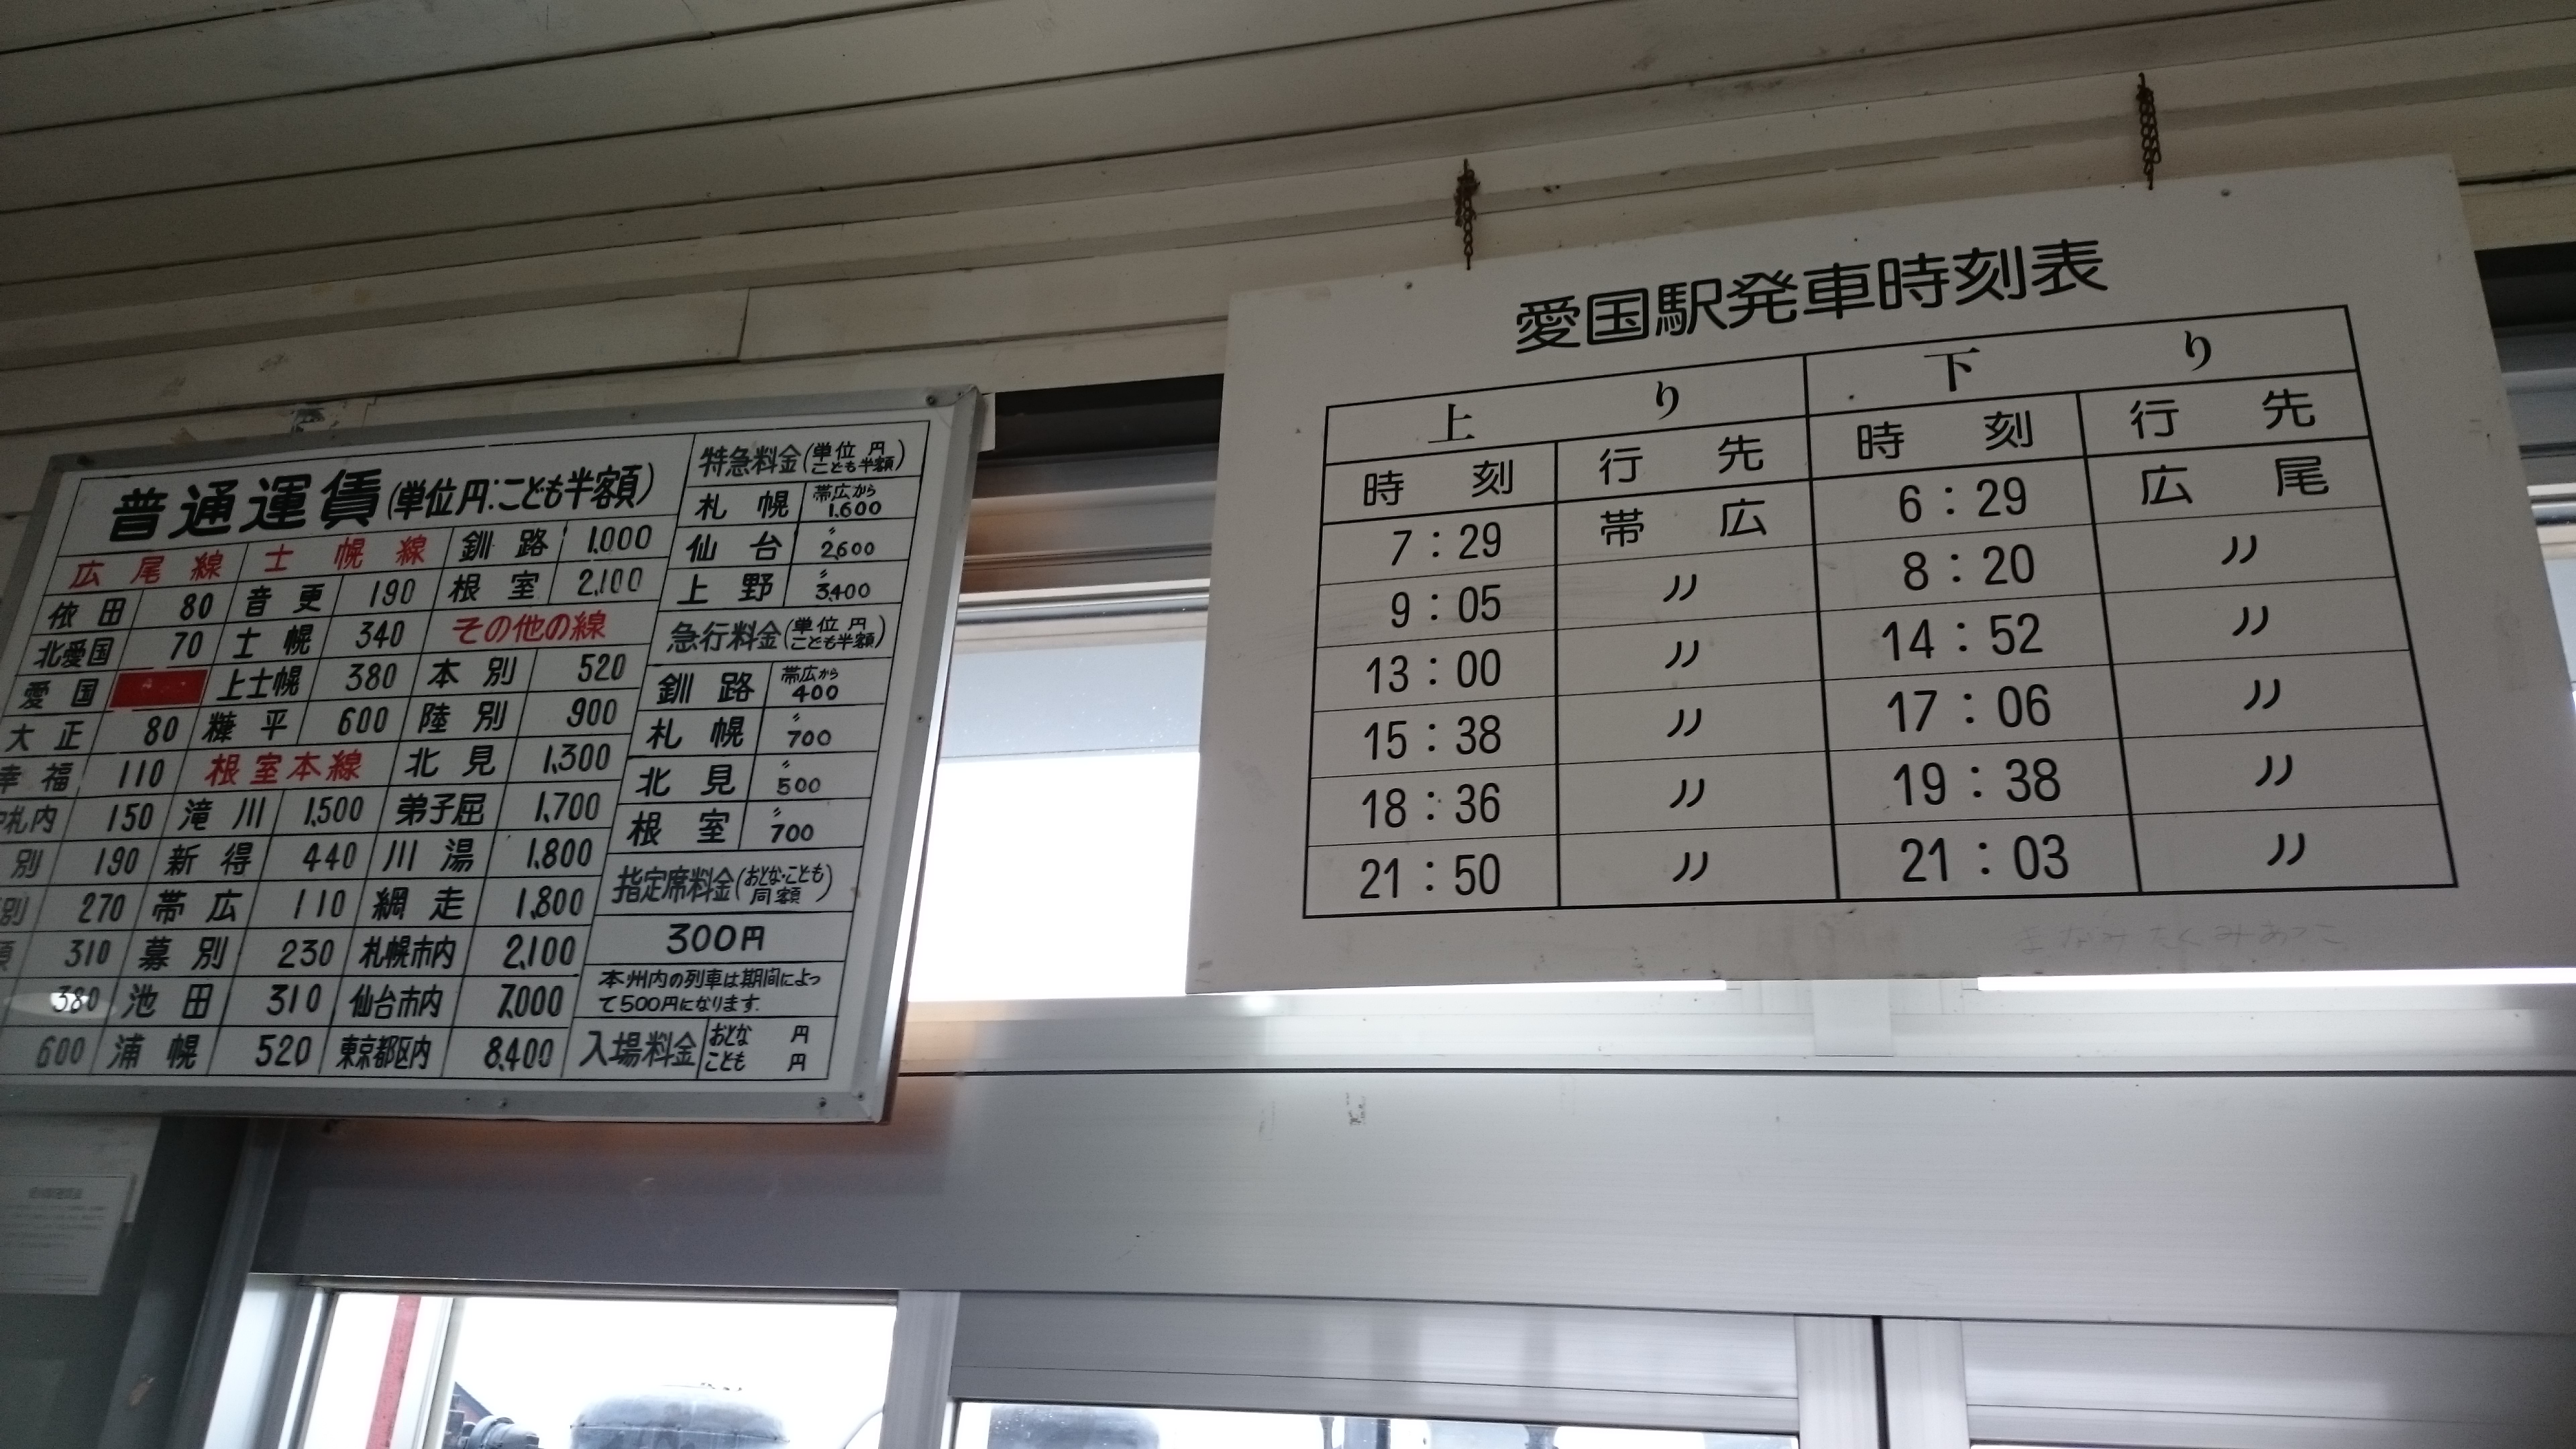 普通運賃(単位円:こども半額)
広尾線 士幌線 釧路 1,000
依田 80 音更 190 根室 2,100
北愛国 70 士幌 340 その他の線
愛国 上士幌 380 本別 520
大正 80 糠平 600 陸別 900
幸福 110 根室本線 北見 1,300
札内 150 滝川 1,500 弟子屈 1,700
別 190 新得 440 川湯 1,800
別 270 帯広 110 網走 1,800
310 幕別 230 札幌市内 2,100
380 池田 310 仙台市内 7,000
600 浦幌 520 東京都区内 8,400
特急料金(単位 円 こども半額)
札幌 帯広から 1,600
仙台 〃 2,600
上野 〃 3,400
急行料金(単位 円 こども半額)
釧路 帯広から 400
札幌 〃 700
北見 〃 500
根室 〃 700
指定席料金(おとな・こども 同額)
300円
本州内の列車は期間によっ
て500円になります.
入場料金 おとな 円
こども 円
愛国駅発車時刻表
上り 下り
時刻 行先 時刻 行先
7:29 帯広 6:29 広尾
9:05 〃 8:20 〃
13:00 〃 14:52 〃
15:38 〃 17:06 〃
18:36 〃 19:38 〃
21:50 〃 21:03 〃